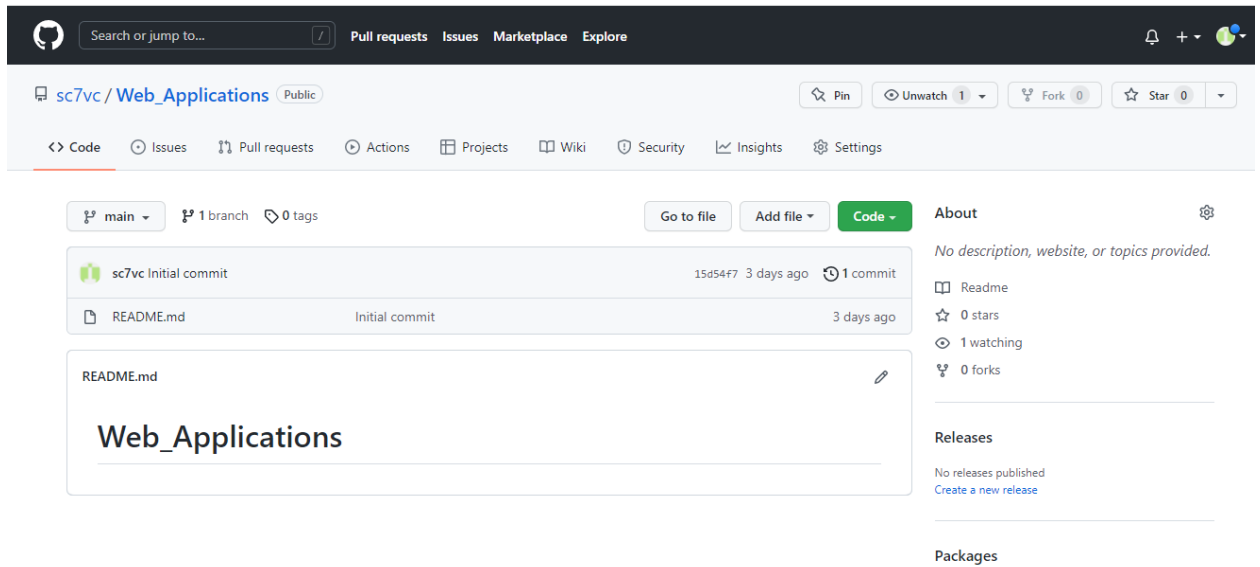 Search or jump to... / Pull requests Issues Marketplace Explore
sc7vc / Web_Applications Public Pin Unwatch 1 Fork 0 Star 0
<> Code Issues Pull requests Actions Projects Wiki Security Insights Settings
main 1 branch 0 tags Go to file Add file Code
sc7vc Initial commit 15d54f7 3 days ago 1 commit
README.md Initial commit 3 days ago
README.md
Web_Applications
About
No description, website, or topics provided.
Readme
0 stars
1 watching
0 forks
Releases
No releases published
Create a new release
Packages